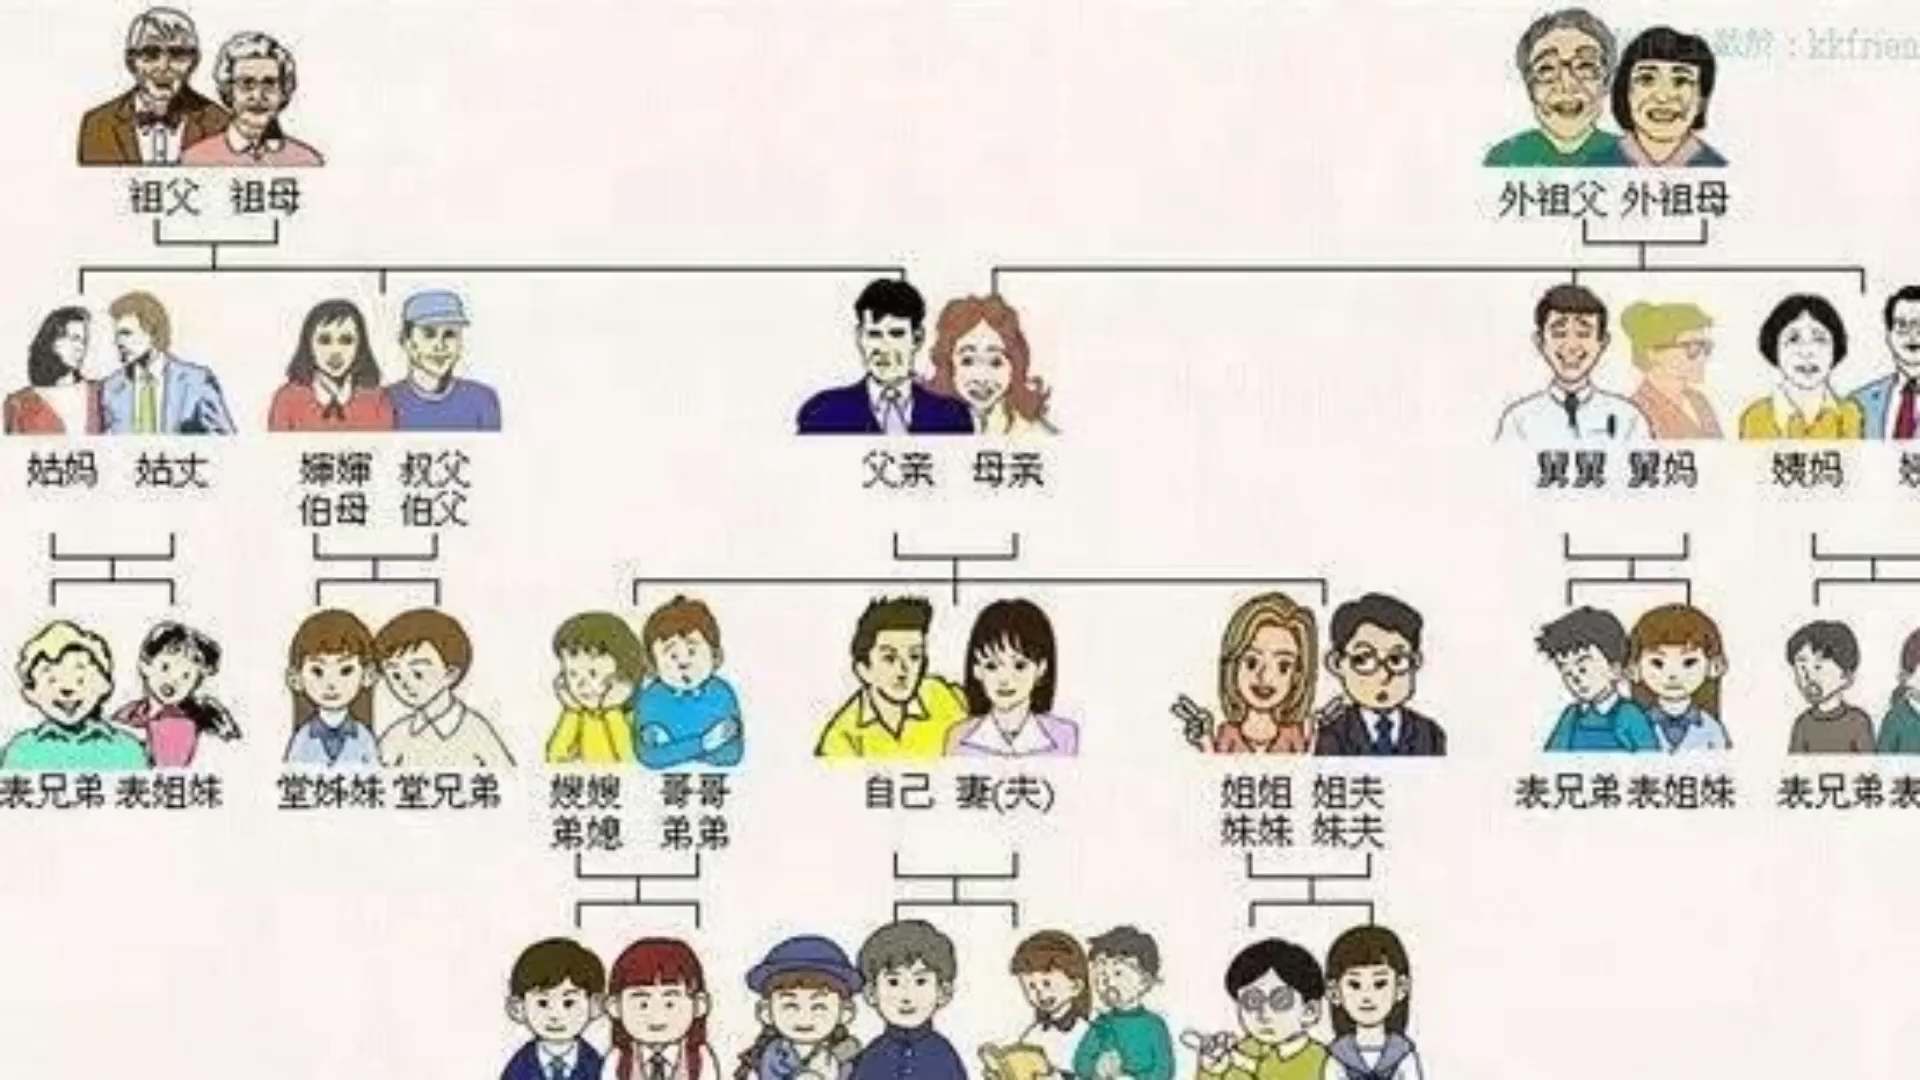 ：kkfrien
祖父 祖母
外祖父 外祖母
姑妈 姑丈
婶婶 叔父
伯母 伯父
父亲 母亲
舅舅 舅妈
姨妈
表兄弟 表姐妹
堂姊妹 堂兄弟
嫂嫂 哥哥
弟媳 弟弟
自己 妻(夫)
姐姐 姐夫
妹妹 妹夫
表兄弟 表姐妹
表兄弟 表